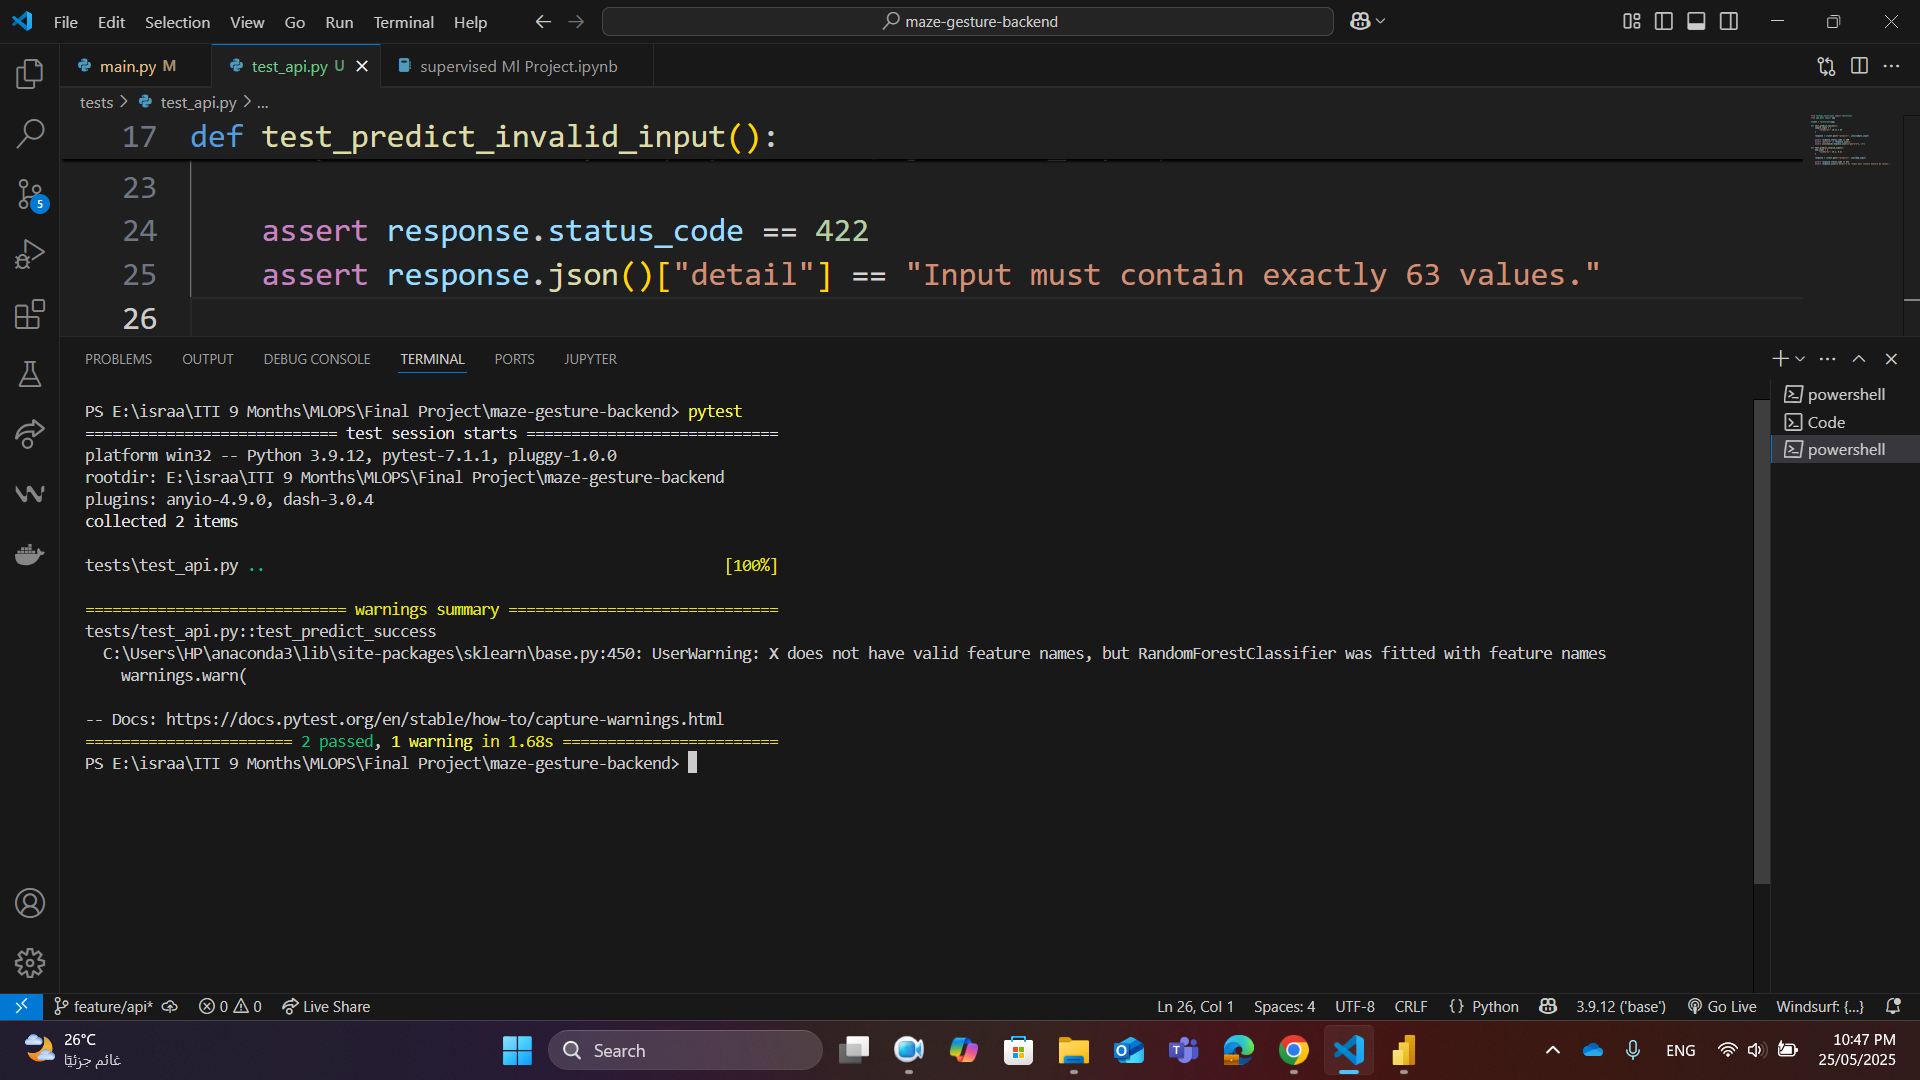 File Edit Selection View Go Run Terminal Help
maze-gesture-backend
main.py M
test_api.py U
supervised Ml Project.ipynb
tests > test_api.py > ...
17 def test_predict_invalid_input():
23
24 assert response.status_code == 422
25 assert response.json()["detail"] == "Input must contain exactly 63 values."
26
5
PROBLEMS OUTPUT DEBUG CONSOLE TERMINAL PORTS JUPYTER
powershell
Code
powershell
PS E:\israa\ITI 9 Months\MLOPS\Final Project\maze-gesture-backend> pytest
============================ test session starts ============================
platform win32 -- Python 3.9.12, pytest-7.1.1, pluggy-1.0.0
rootdir: E:\israa\ITI 9 Months\MLOPS\Final Project\maze-gesture-backend
plugins: anyio-4.9.0, dash-3.0.4
collected 2 items
tests\test_api.py .. [100%]
============================= warnings summary ==============================
tests/test_api.py::test_predict_success
C:\Users\HP\anaconda3\lib\site-packages\sklearn\base.py:450: UserWarning: X does not have valid feature names, but RandomForestClassifier was fitted with feature names
warnings.warn(
-- Docs: https://docs.pytest.org/en/stable/how-to/capture-warnings.html
======================= 2 passed, 1 warning in 1.68s ========================
PS E:\israa\ITI 9 Months\MLOPS\Final Project\maze-gesture-backend>
feature/api* 0 0 Live Share
Ln 26, Col 1 Spaces: 4 UTF-8 CRLF {} Python 3.9.12 ('base') Go Live Windsurf: {...}
26°C
غائم جزئيًا
Search
ENG
10:47 PM
25/05/2025